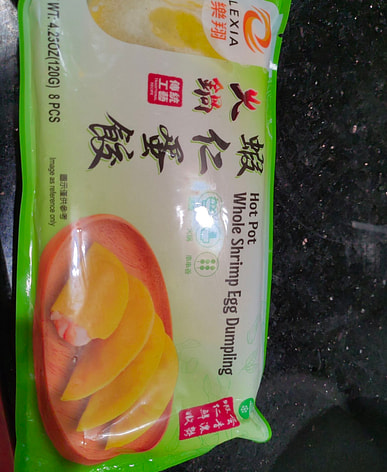 LEXIA
樂翔
WT: 4.23OZ(120G) 8 PCS
傳統
工藝
火鍋
蝦仁蛋餃
Hot Pot
Whole Shrimp Egg Dumpling
圖示僅供參考
Image as reference only